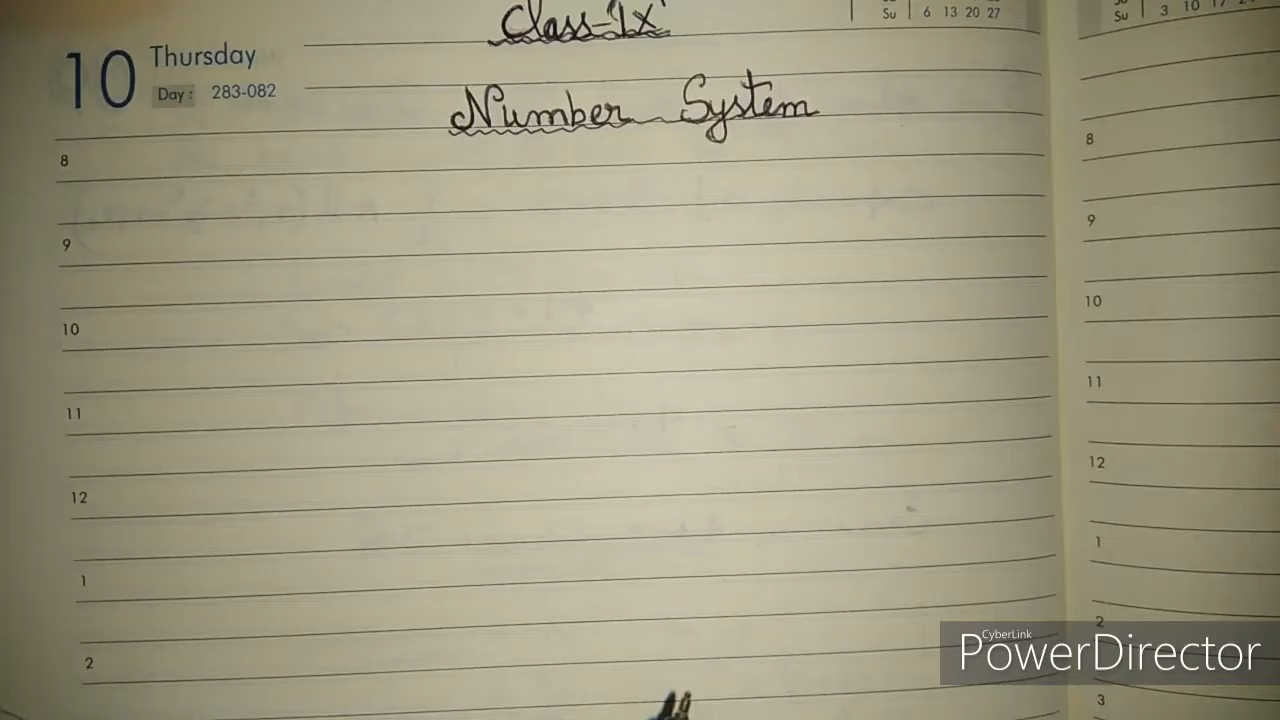 Class-IX
Su 6 13 20 27
10 Thursday
Day: 283-082
Number System
8
9
10
11
12
1
2
Su 3 10 17
8
9
10
11
12
1
2
3
CyberLink
PowerDirector